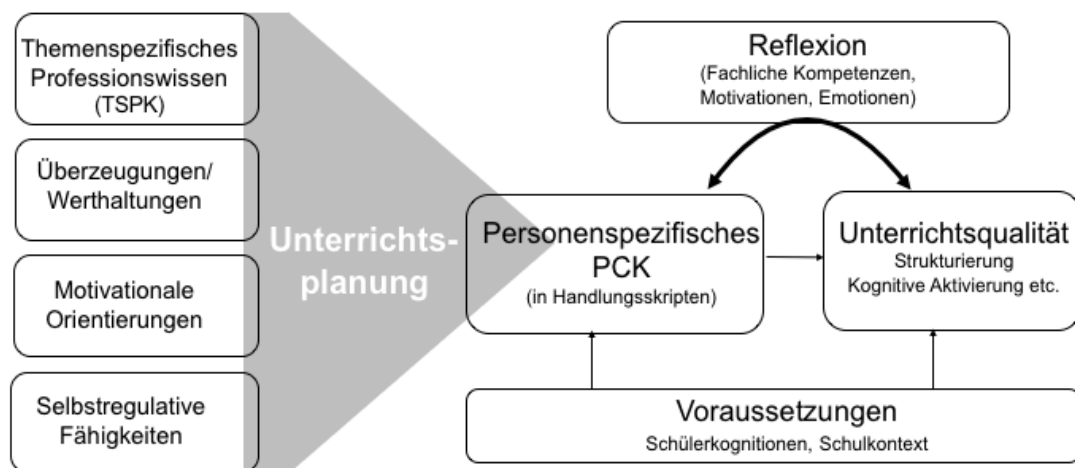 Themenspezifisches
Professionswissen
(TSPK)
Überzeugungen/
Werthaltungen
Motivationale
Orientierungen
Selbstregulative
Fähigkeiten
Unterrichts-
planung
Reflexion
(Fachliche Kompetenzen,
Motivationen, Emotionen)
Personenspezifisches
PCK
(in Handlungsskripten)
Unterrichtsqualität
Strukturierung
Kognitive Aktivierung etc.
Voraussetzungen
Schülerkognitionen, Schulkontext